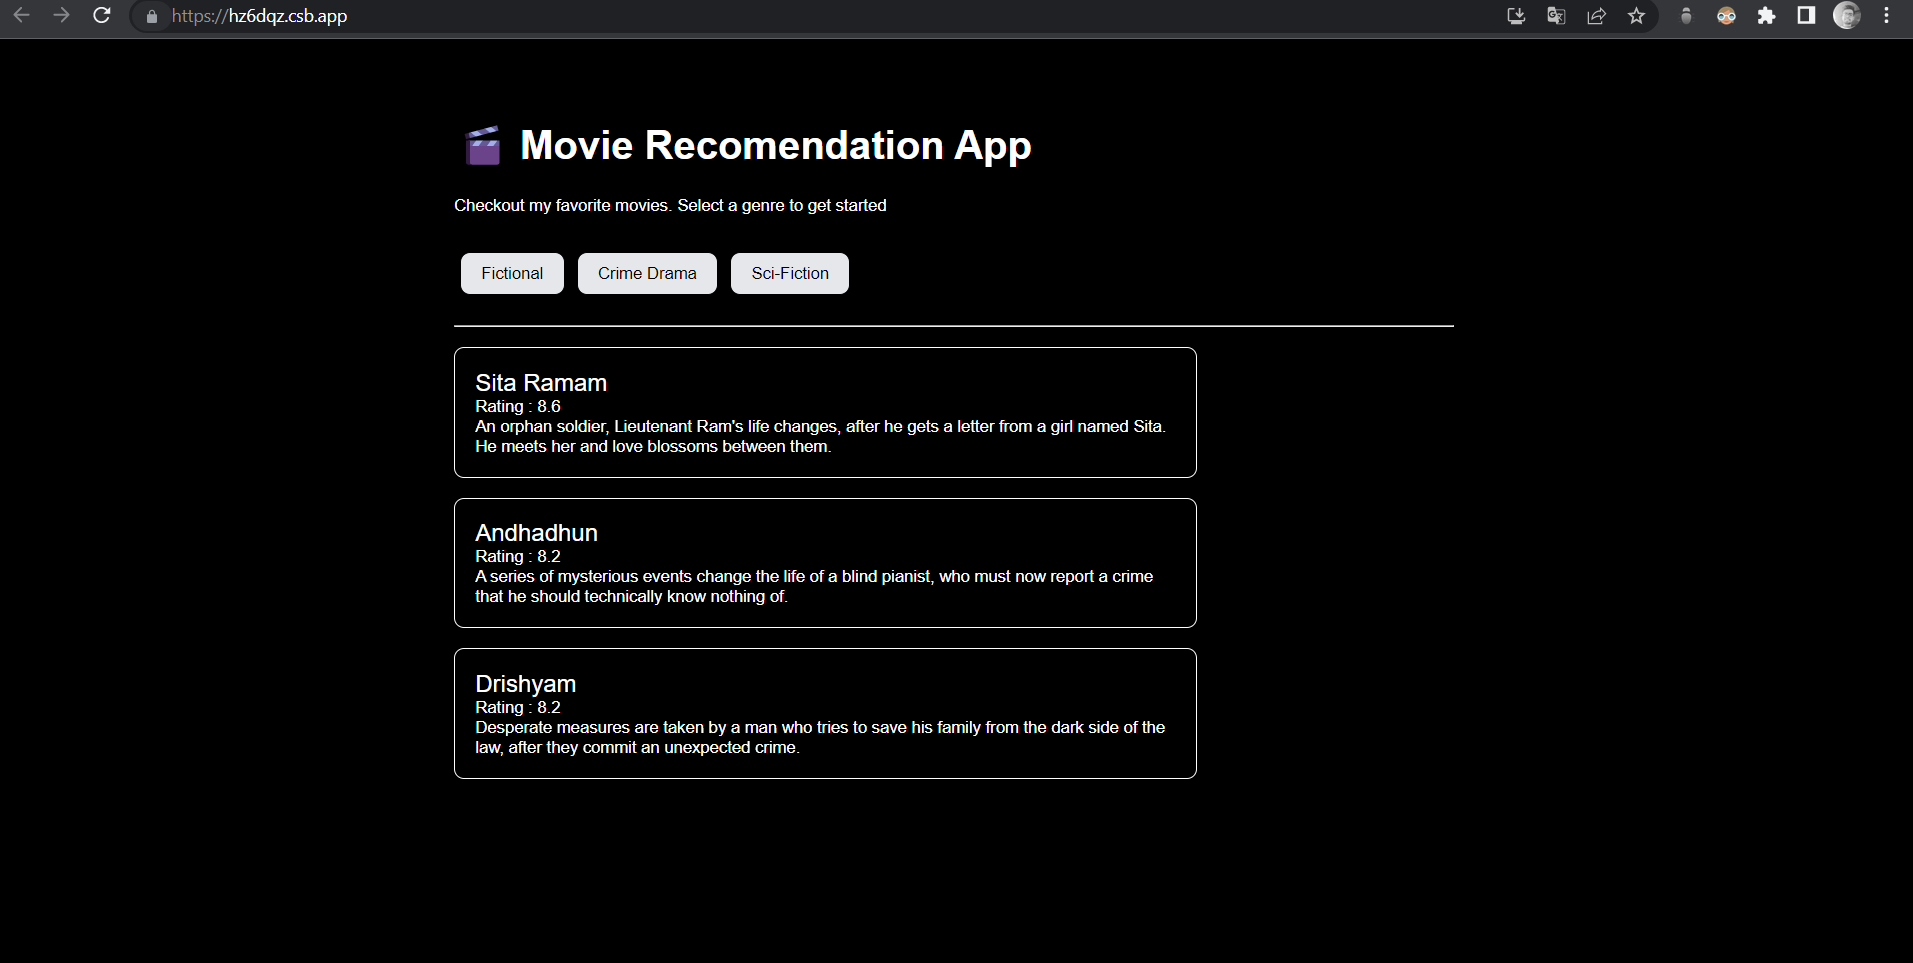 https://hz6dqz.csb.app
Movie Recomendation App
Checkout my favorite movies. Select a genre to get started
Fictional
Crime Drama
Sci-Fiction
Sita Ramam
Rating : 8.6
An orphan soldier, Lieutenant Ram's life changes, after he gets a letter from a girl named Sita.
He meets her and love blossoms between them.
Andhadhun
Rating : 8.2
A series of mysterious events change the life of a blind pianist, who must now report a crime
that he should technically know nothing of.
Drishyam
Rating : 8.2
Desperate measures are taken by a man who tries to save his family from the dark side of the
law, after they commit an unexpected crime.